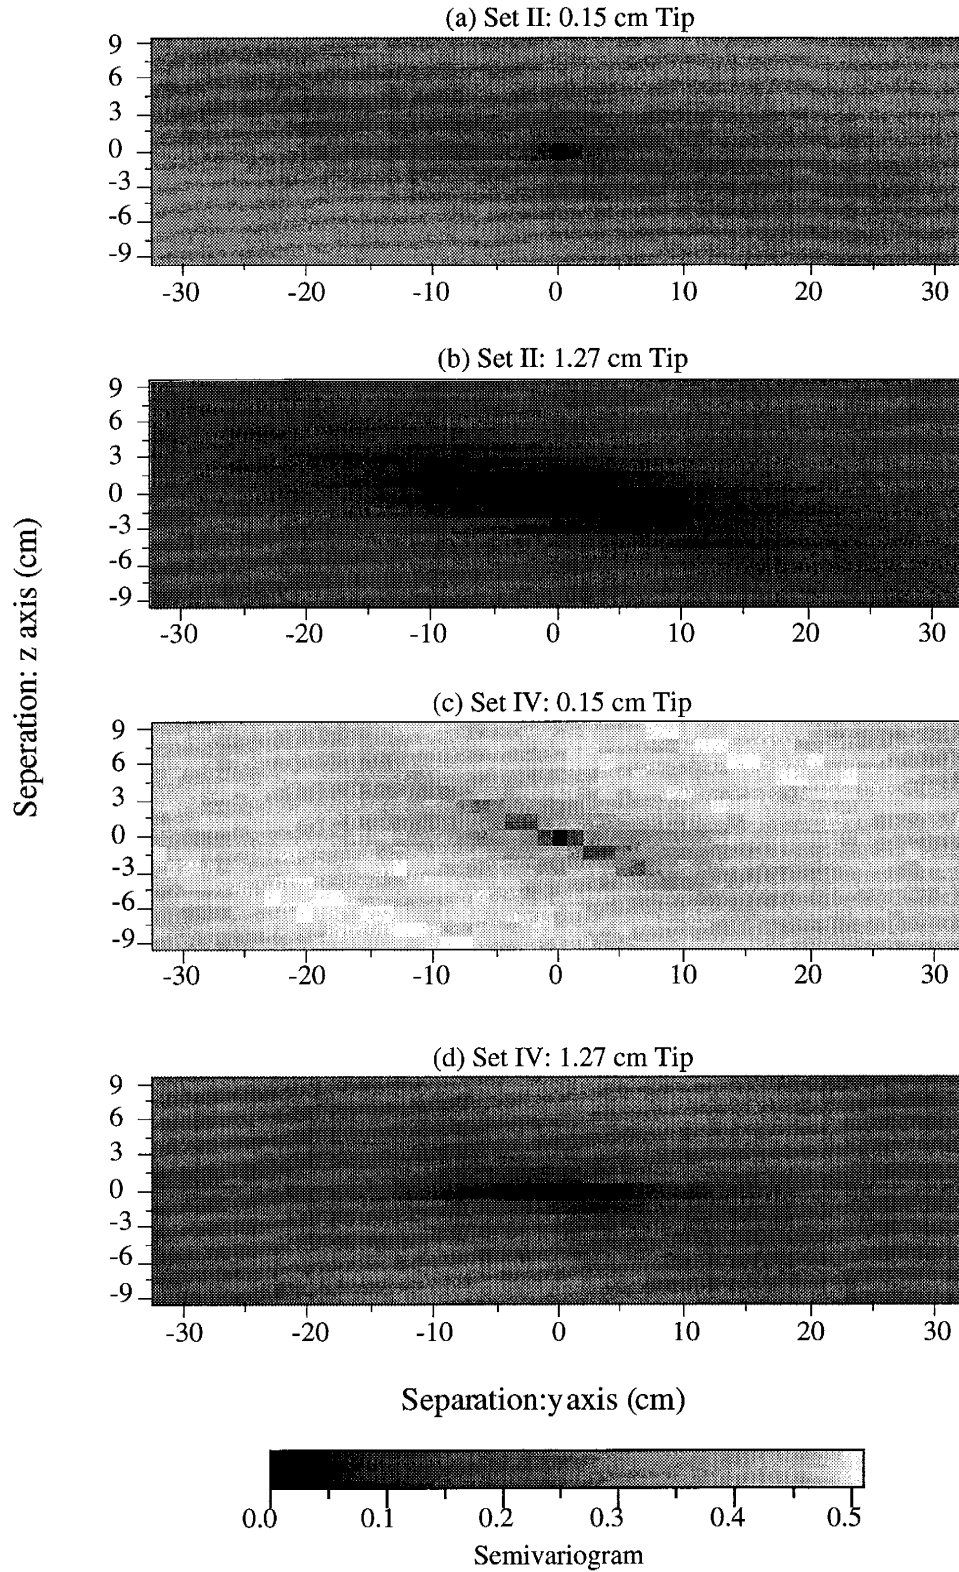 (a) Set II: 0.15 cm Tip
9
6
3
0
-3
-6
-9
-30 -20 -10 0 10 20 30
(b) Set II: 1.27 cm Tip
9
6
3
0
-3
-6
-9
-30 -20 -10 0 10 20 30
Seperation: z axis (cm)
(c) Set IV: 0.15 cm Tip
9
6
3
0
-3
-6
-9
-30 -20 -10 0 10 20 30
(d) Set IV: 1.27 cm Tip
9
6
3
0
-3
-6
-9
-30 -20 -10 0 10 20 30
Separation:y axis (cm)
0.0 0.1 0.2 0.3 0.4 0.5
Semivariogram